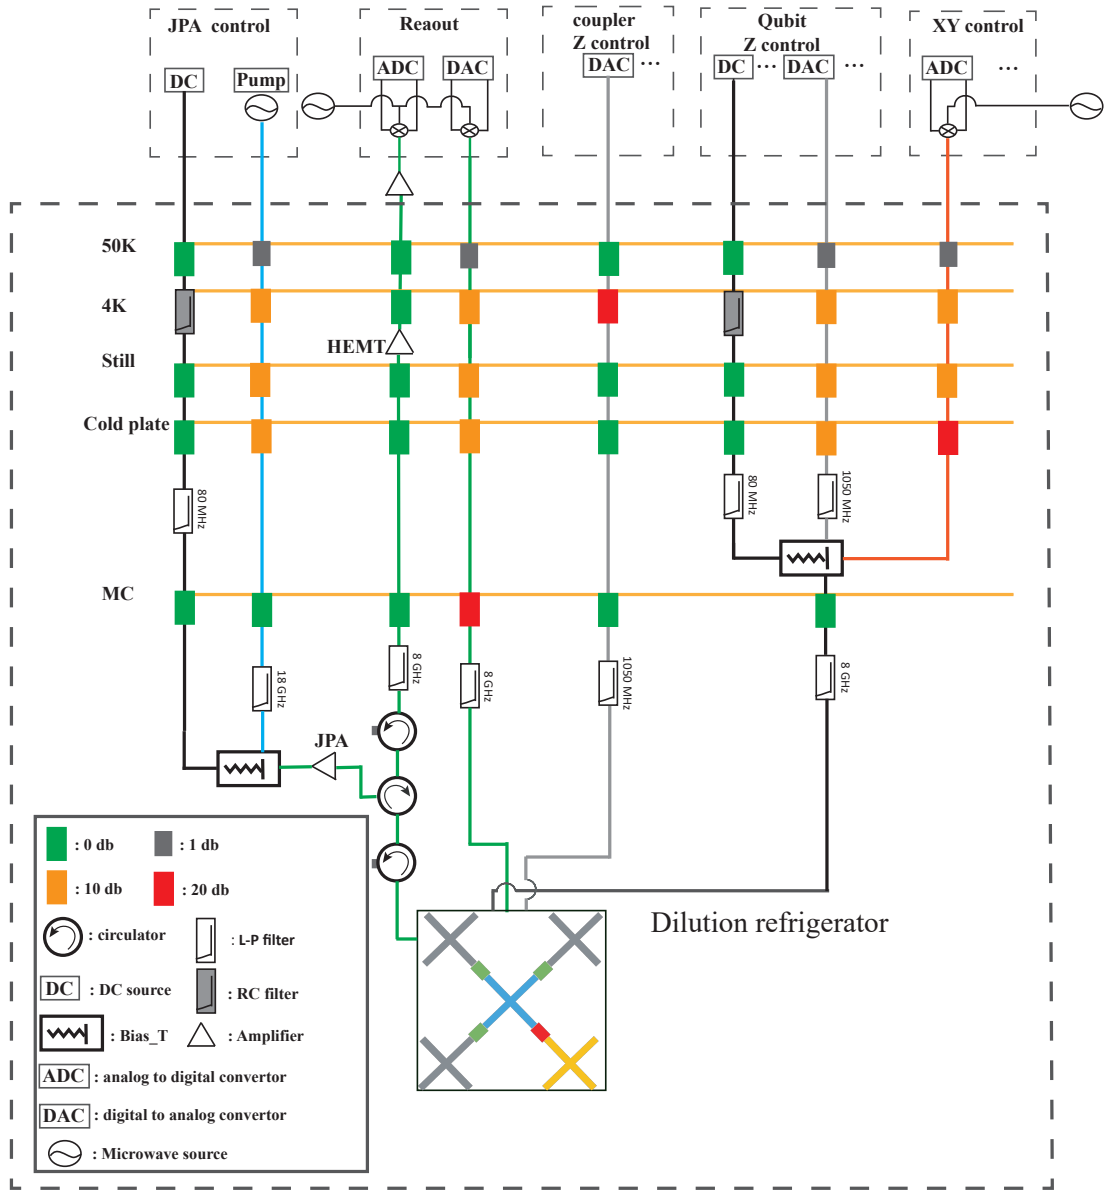 JPA control
Reaout
coupler
Z control
Qubit
Z control
XY control
DC
Pump
ADC
DAC
DAC
...
DC
...
DAC
...
ADC
...
50K
4K
HEMT
Still
Cold plate
80 MHz
80 MHz
1050 MHz
MC
18 GHz
8 GHz
8 GHz
1050 MHz
8 GHz
JPA
: 0 db
: 1 db
: 10 db
: 20 db
: circulator
: L-P filter
DC : DC source
: RC filter
: Bias_T
: Amplifier
ADC : analog to digital convertor
DAC : digital to analog convertor
: Microwave source
Dilution refrigerator